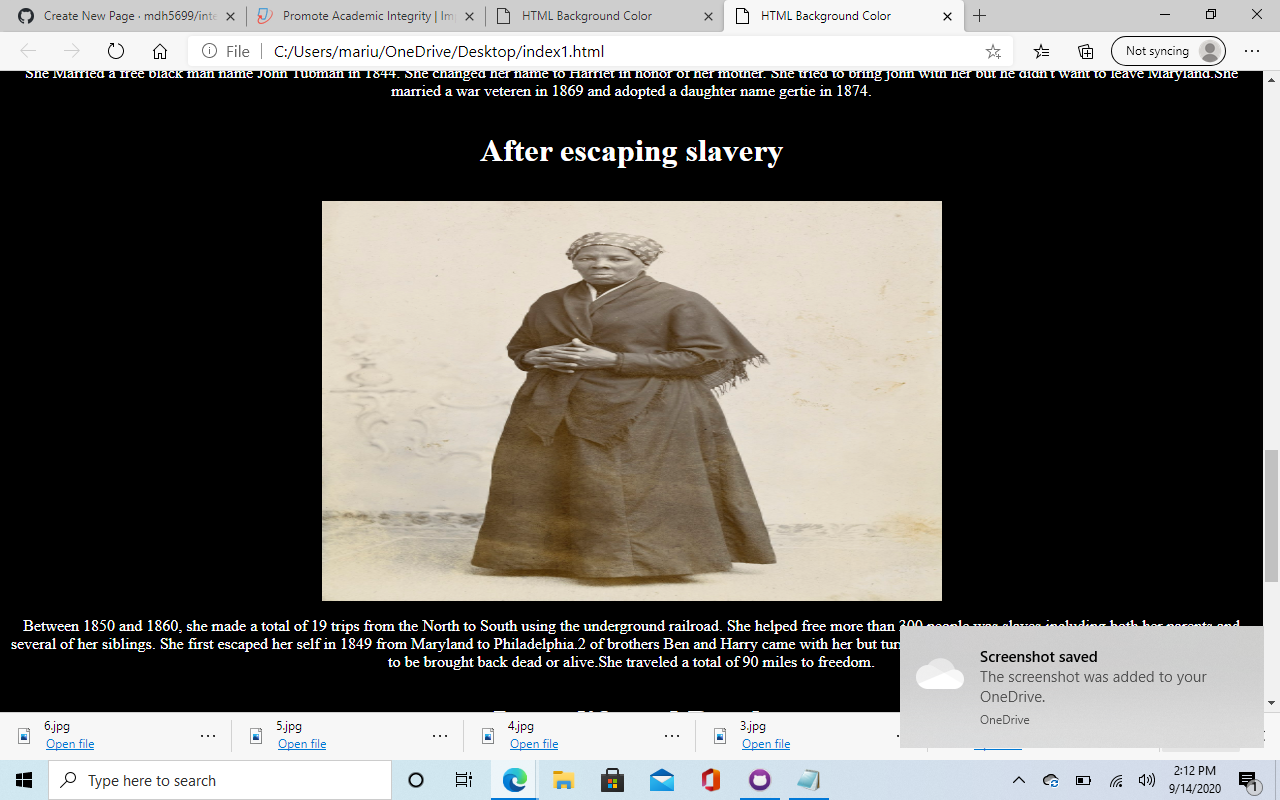 Create New Page · mdh5699/inte
Promote Academic Integrity | Im
HTML Background Color
HTML Background Color
Not syncing
File
C:/Users/mariu/OneDrive/Desktop/index1.html
She Married a free black man name John Tubman in 1844. She changed her name to Harriet in honor of her mother. She tried to bring john with her but he didn't want to leave Maryland.She
married a war veteren in 1869 and adopted a daughter name gertie in 1874.
After escaping slavery
Between 1850 and 1860, she made a total of 19 trips from the North to South using the underground railroad. She helped free more than 300 people was slaves including both her parents and
several of her siblings. She first escaped her self in 1849 from Maryland to Philadelphia.2 of brothers Ben and Harry came with her but tur
to be brought back dead or alive.She traveled a total of 90 miles to freedom.
Screenshot saved
The screenshot was added to your
OneDrive.
OneDrive
6.jpg
Open file
5.jpg
Open file
4.jpg
Open file
3.jpg
Open file
Type here to search
2:12 PM
9/14/2020
1